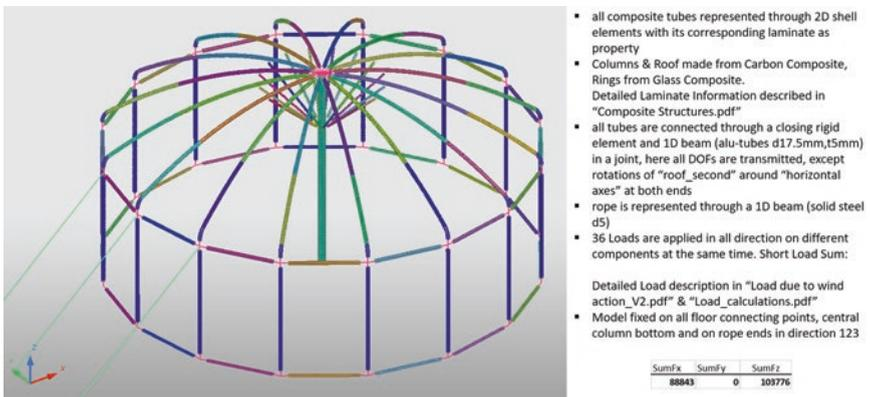 ▪ all composite tubes represented through 2D shell
elements with its corresponding laminate as
property
▪ Columns & Roof made from Carbon Composite,
Rings from Glass Composite.
Detailed Laminate Information described in
“Composite Structures.pdf”
▪ all tubes are connected through a closing rigid
element and 1D beam (alu-tubes d17.5mm,t5mm)
in a joint, here all DOFs are transmitted, except
rotations of “roof_second” around “horizontal
axes” at both ends
▪ rope is represented through a 1D beam (solid steel
d5)
▪ 36 Loads are applied in all direction on different
components at the same time. Short Load Sum:
Detailed Load description in “Load due to wind
action_V2.pdf” & “Load_calculations.pdf”
▪ Model fixed on all floor connecting points, central
column bottom and on rope ends in direction 123
SumFx SumFy SumFz
88843 0 103776
Z
X